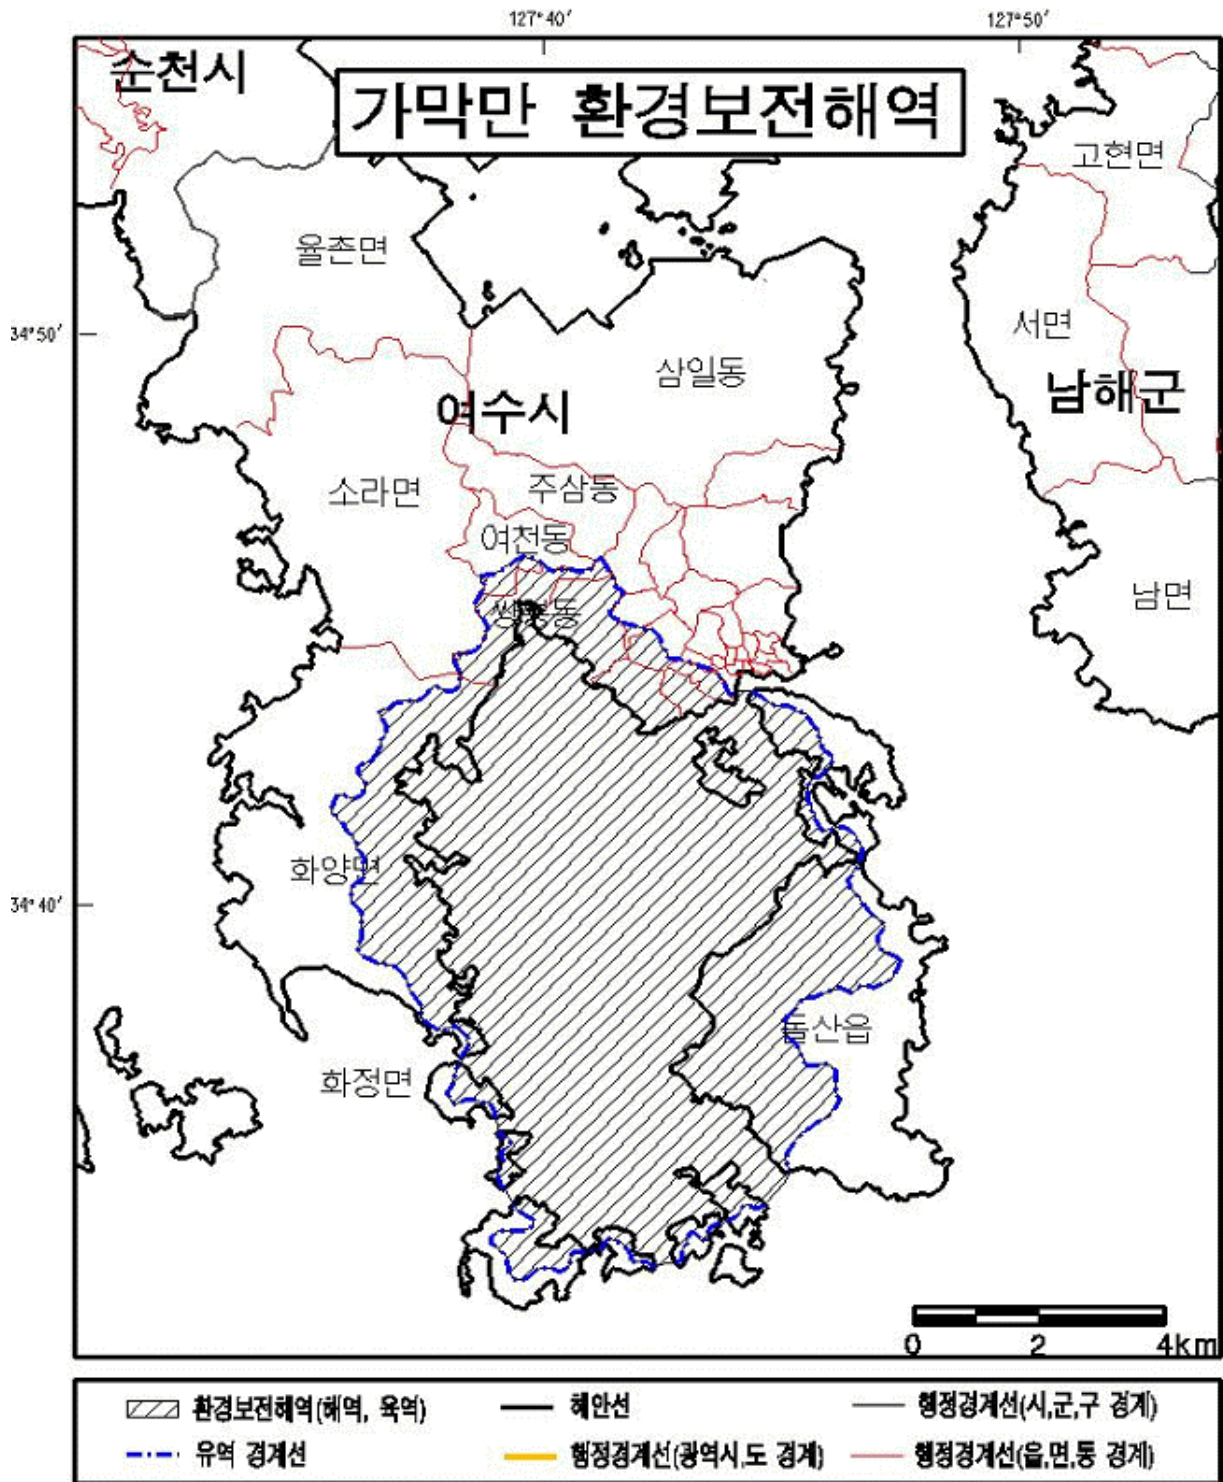 127°40′ 127°50′
순천시
가막만 환경보전해역
고현면
율촌면
34°50′
서면
삼일동
남해군
여수시
소라면
주삼동
여천동
남면
쌍봉동
화양면
34°40′
돌산읍
화정면
0 2 4km
환경보전해역(해역, 육역) 해안선 행정경계선(시,군,구 경계)
유역 경계선 행정경계선(광역시,도 경계) 행정경계선(읍,면,동 경계)